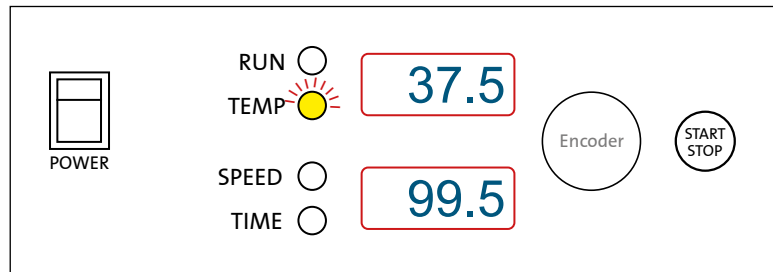 RUN
37.5
TEMP
Encoder
START
STOP
POWER
SPEED
99.5
TIME